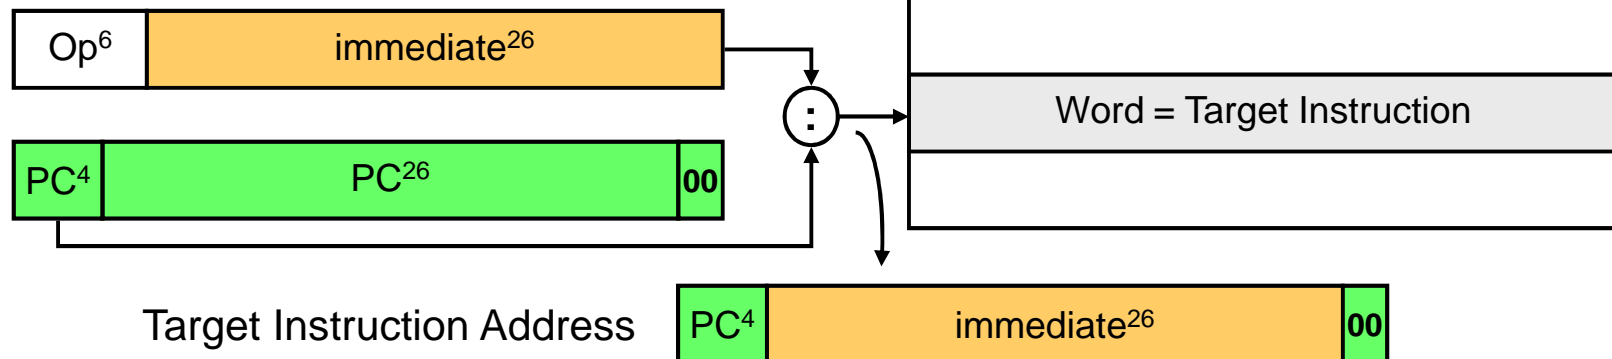 Op⁶ immediate²⁶
:
Word = Target Instruction
PC⁴ PC²⁶ 00
Target Instruction Address PC⁴ immediate²⁶ 00